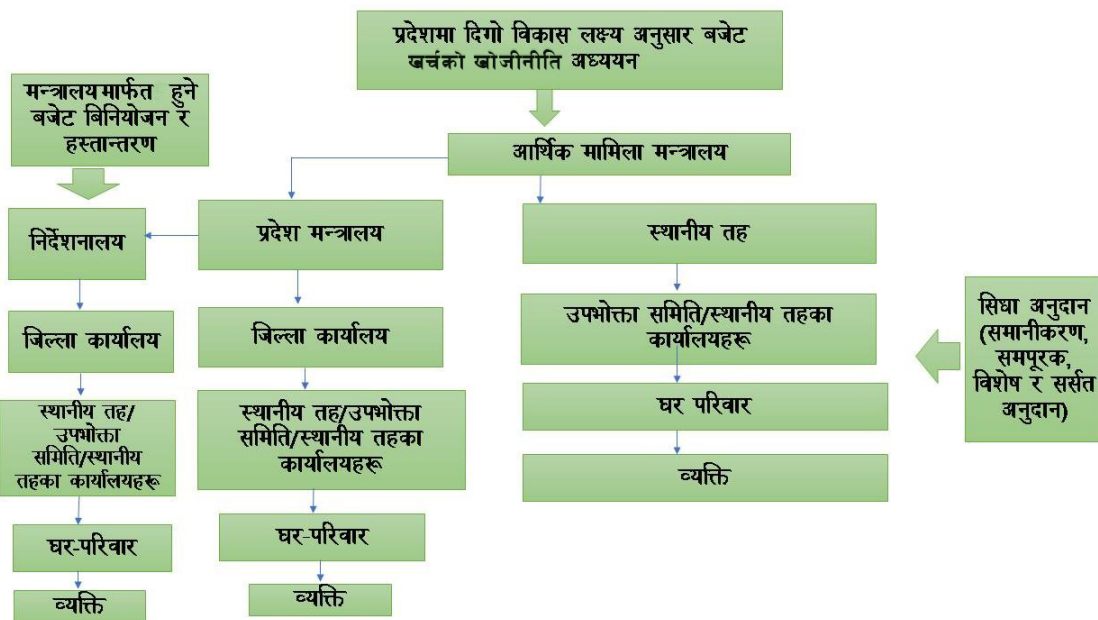 प्रदेशमा दिगो विकास लक्ष्य अनुसार बजेट
खर्चको खोजीनीति अध्ययन
मन्त्रालयमार्फत हुने
बजेट बिनियोजन र
हस्तान्तरण
आर्थिक मामिला मन्त्रालय
निर्देशनालय
प्रदेश मन्त्रालय
स्थानीय तह
जिल्ला कार्यालय
जिल्ला कार्यालय
उपभोक्ता समिति/स्थानीय तहका
कार्यालयहरू
सिधा अनुदान
(समानीकरण,
समपूरक,
विशेष र सर्सत
अनुदान)
स्थानीय तह/
उपभोक्ता
समिति/स्थानीय
तहका कार्यालयहरू
स्थानीय तह/उपभोक्ता
समिति/स्थानीय तहका
कार्यालयहरू
घर परिवार
व्यक्ति
घर-परिवार
घर-परिवार
व्यक्ति
व्यक्ति